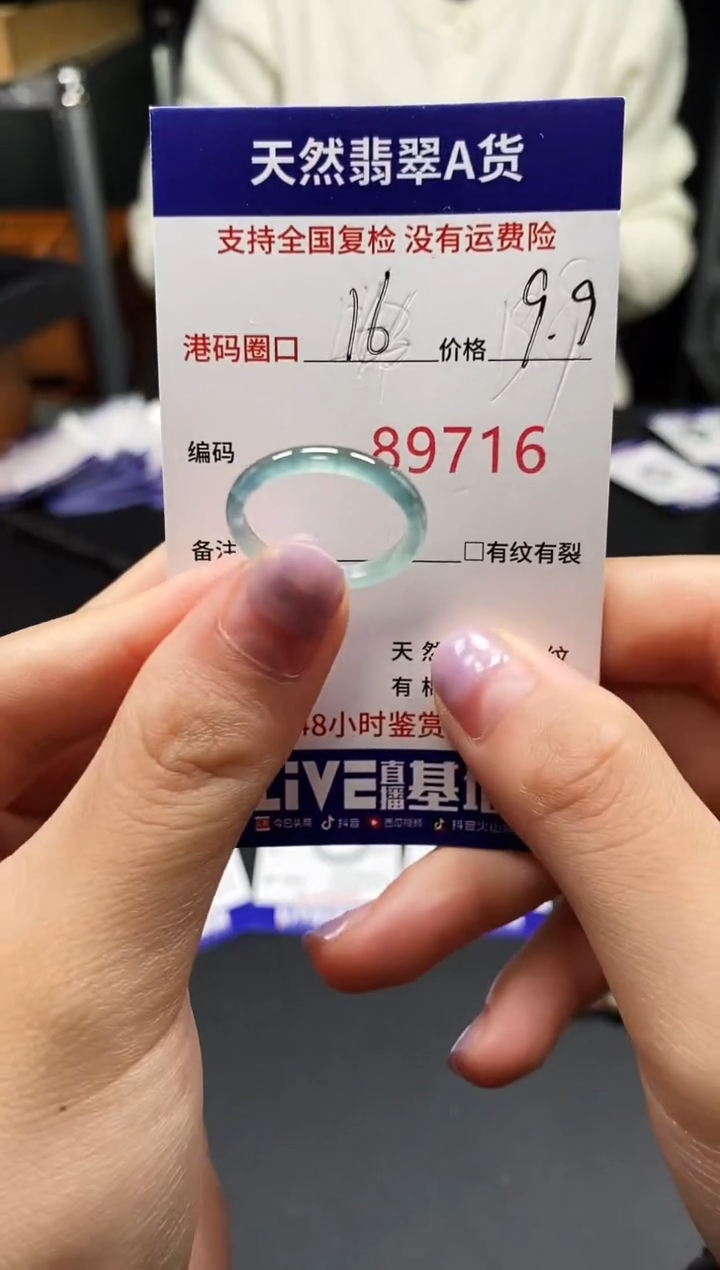 天然翡翠A货
支持全国复检 没有运费险
港码圈口 16 价格 9.9
编码 89716
备注 □有纹有裂
天然 纹
有
48小时鉴赏
LiVE直播基地
今日头条 抖音 西瓜视频 抖音火山